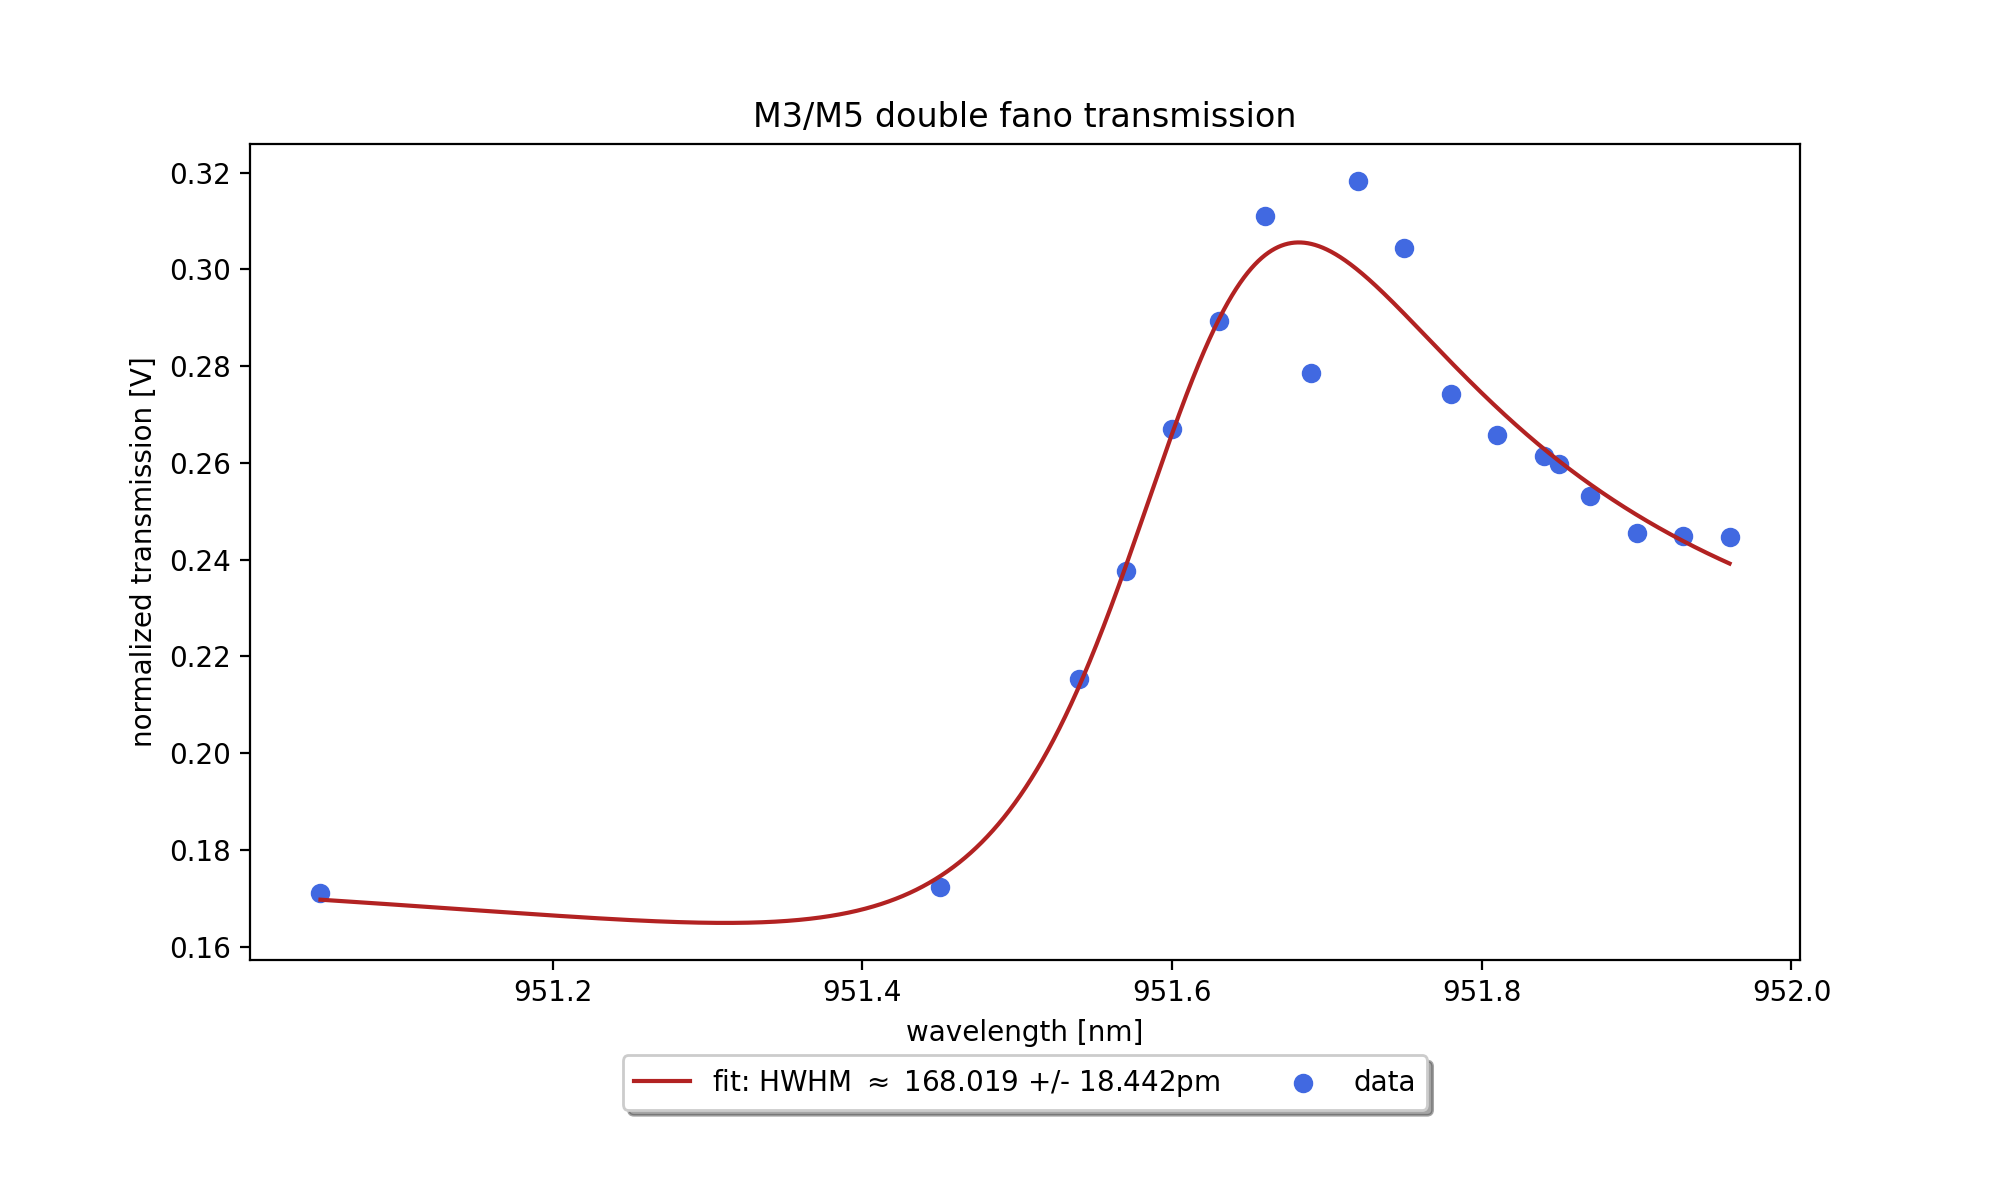 M3/M5 double fano transmission
normalized transmission [V]
0.32
0.30
0.28
0.26
0.24
0.22
0.20
0.18
0.16
951.2 951.4 951.6 951.8 952.0
wavelength [nm]
fit: HWHM ≈ 168.019 +/- 18.442pm data